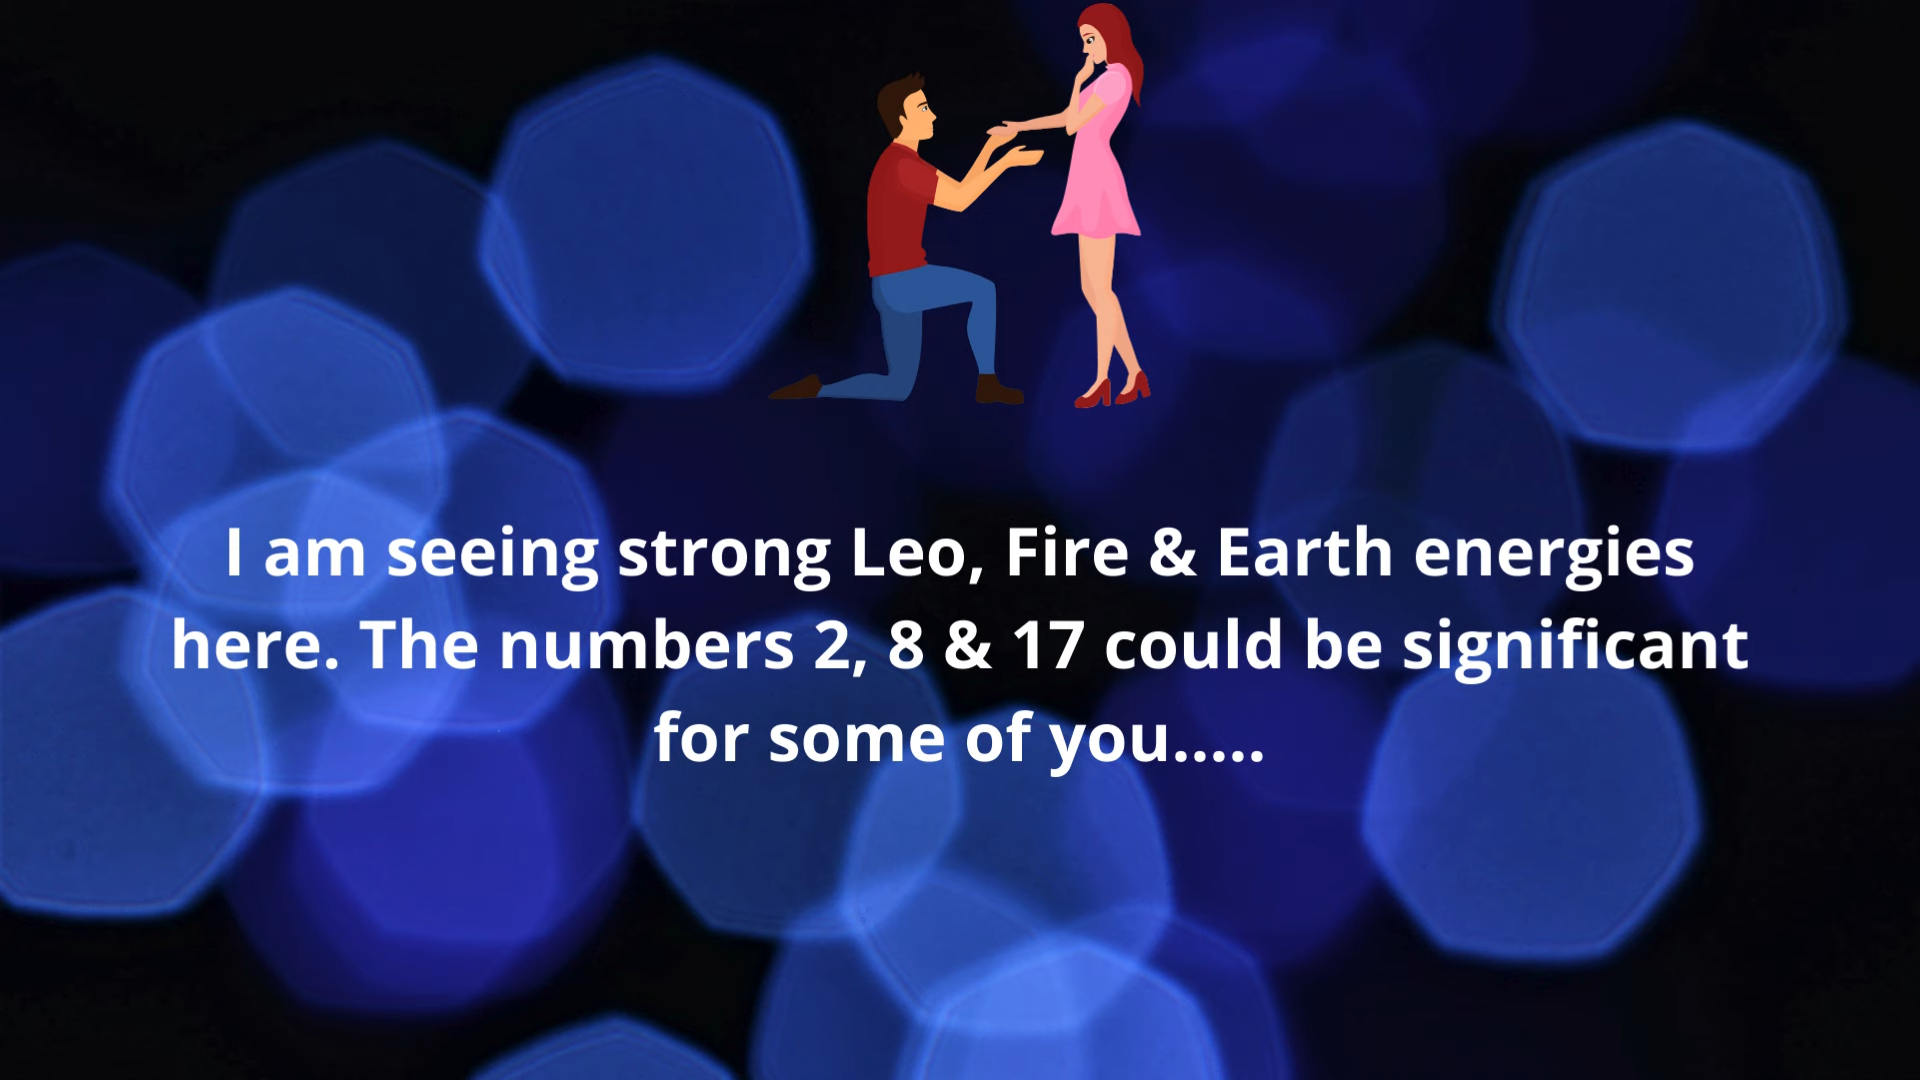 I am seeing strong Leo, Fire & Earth energies
here. The numbers 2, 8 & 17 could be significant
for some of you.....